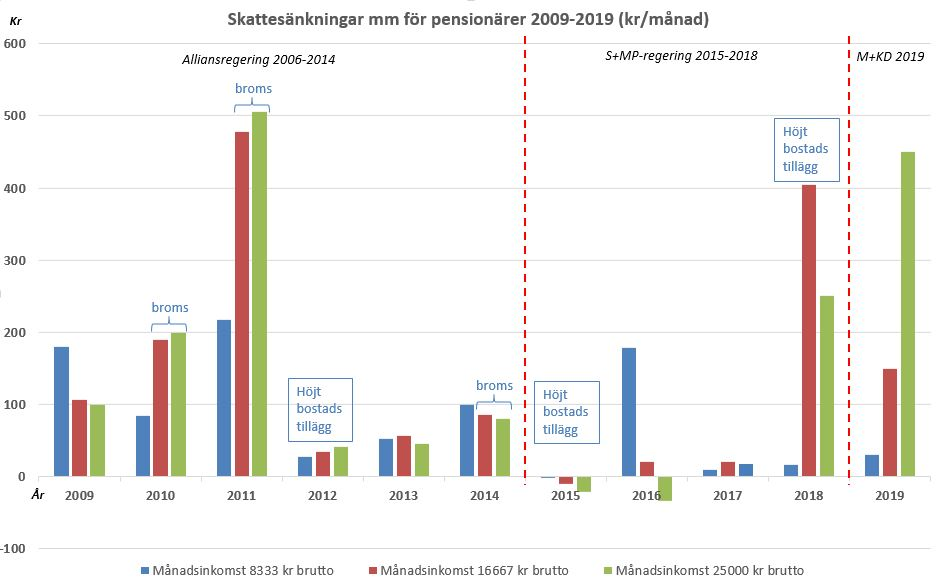 Skattesänkningar mm för pensionärer 2009-2019 (kr/månad)
Kr
600
500
400
300
200
100
0
-100
Alliansregering 2006-2014
S+MP-regering 2015-2018
M+KD 2019
broms
broms
Höjt
bostads
tillägg
broms
Höjt
bostads
tillägg
Höjt
bostads
tillägg
År
2009 2010 2011 2012 2013 2014 2015 2016 2017 2018 2019
Månadsinkomst 8333 kr brutto
Månadsinkomst 16667 kr brutto
Månadsinkomst 25000 kr brutto